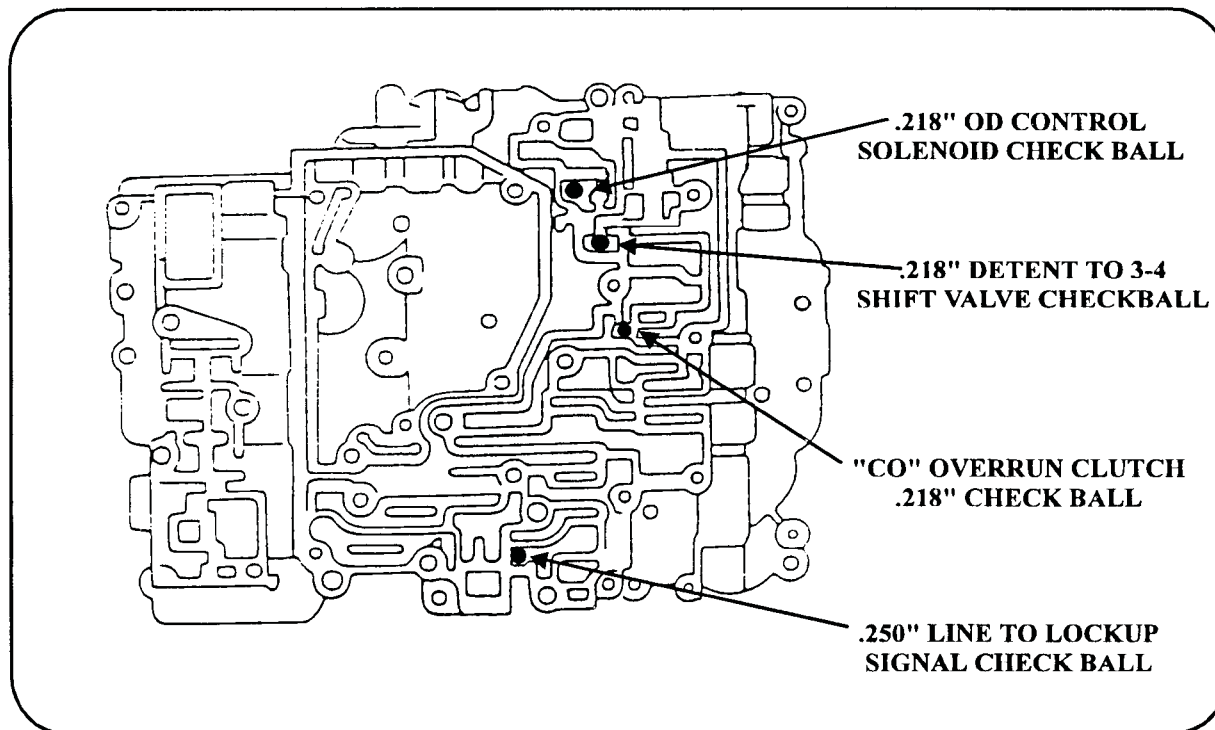 .218" OD CONTROL
SOLENOID CHECK BALL
.218" DETENT TO 3-4
SHIFT VALVE CHECKBALL
"CO" OVERRUN CLUTCH
.218" CHECK BALL
.250" LINE TO LOCKUP
SIGNAL CHECK BALL